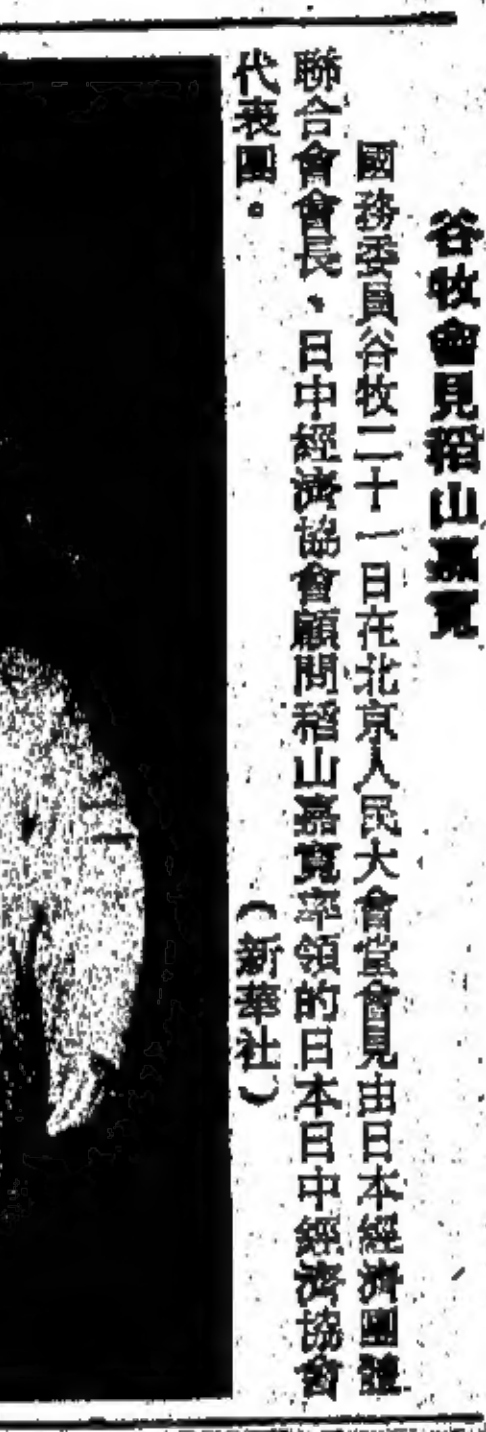 谷牧會見稻山嘉寬
國務委員谷牧二十一日在北京人民大會堂會見由日本經濟團體
聯合會會長、日中經濟協會顧問稻山嘉寬率領的日本日中經濟協會
代表團。（新華社）